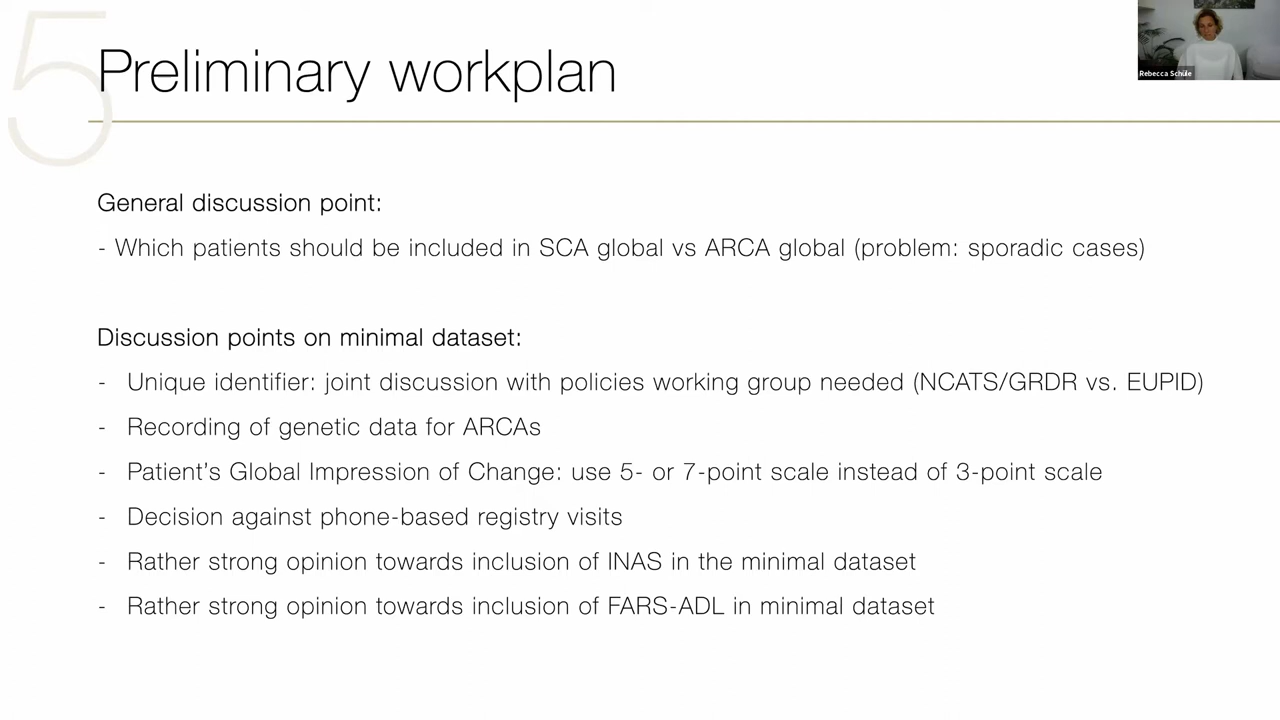 5
Preliminary workplan
Rebecca Schüle
General discussion point:
- Which patients should be included in SCA global vs ARCA global (problem: sporadic cases)
Discussion points on minimal dataset:
- Unique identifier: joint discussion with policies working group needed (NCATS/GRDR vs. EUPID)
- Recording of genetic data for ARCAs
- Patient’s Global Impression of Change: use 5- or 7-point scale instead of 3-point scale
- Decision against phone-based registry visits
- Rather strong opinion towards inclusion of INAS in the minimal dataset
- Rather strong opinion towards inclusion of FARS-ADL in minimal dataset